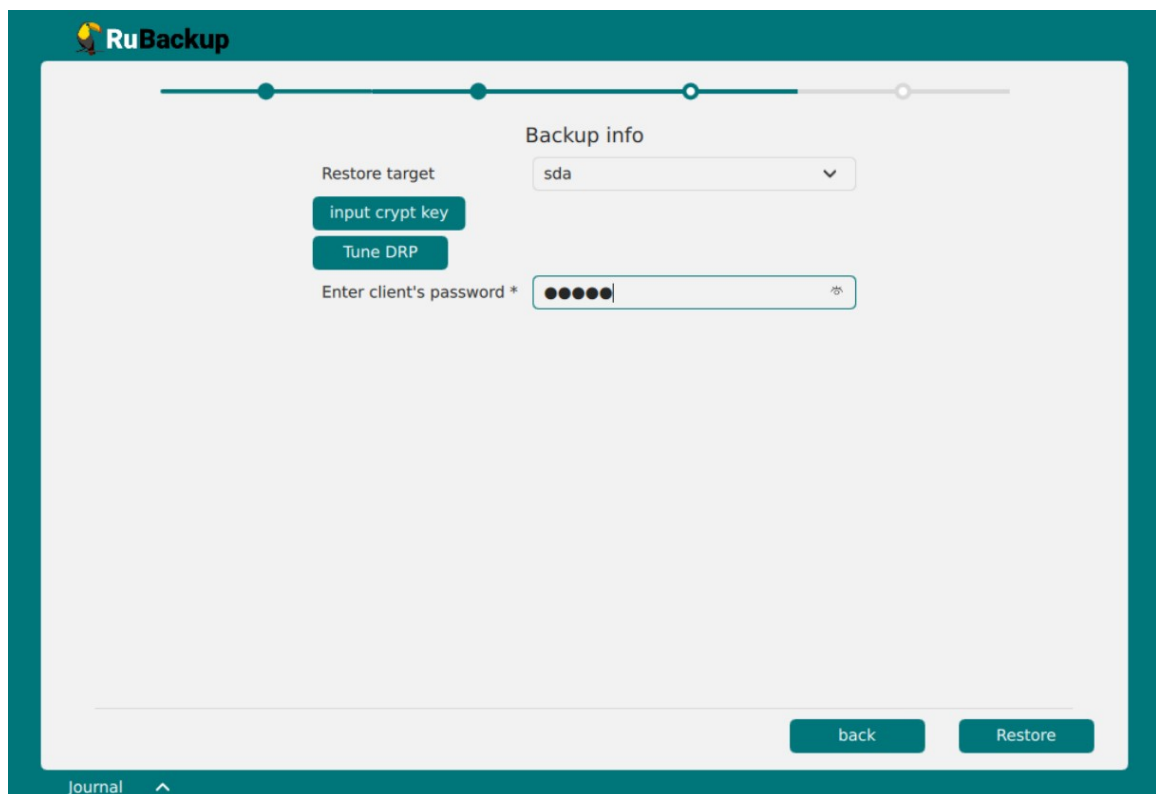 RuBackup
Backup info
Restore target sda
input crypt key
Tune DRP
Enter client's password * ●●●●●
back Restore
Journal